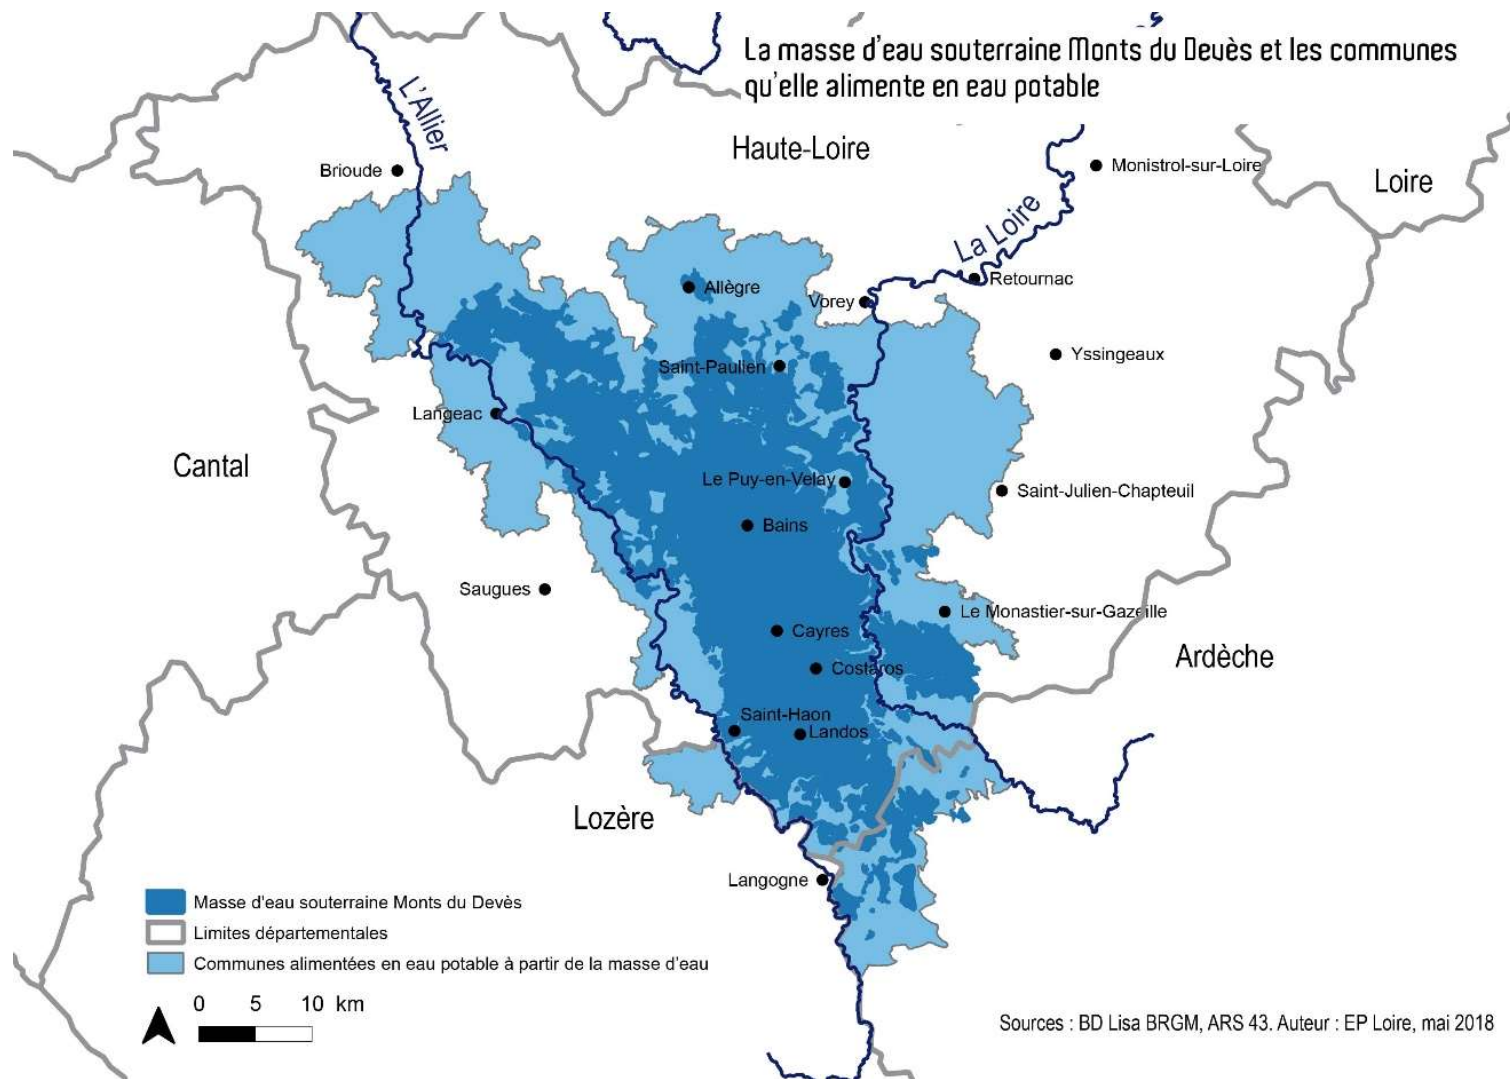 La masse d'eau souterraine Monts du Devès et les communes
qu'elle alimente en eau potable
L'Allier
Haute-Loire
Brioude
Monistrol-sur-Loire
Loire
La Loire
Retournac
Allègre
Vorey
Yssingeaux
Saint-Paulien
Langeac
Cantal
Le Puy-en-Velay
Saint-Julien-Chapteuil
Bains
Saugues
Le Monastier-sur-Gazeille
Cayres
Ardèche
Costaros
Saint-Haon
Landos
Lozère
Langogne
Masse d'eau souterraine Monts du Devès
Limites départementales
Communes alimentées en eau potable à partir de la masse d'eau
0 5 10 km
Sources : BD Lisa BRGM, ARS 43. Auteur : EP Loire, mai 2018